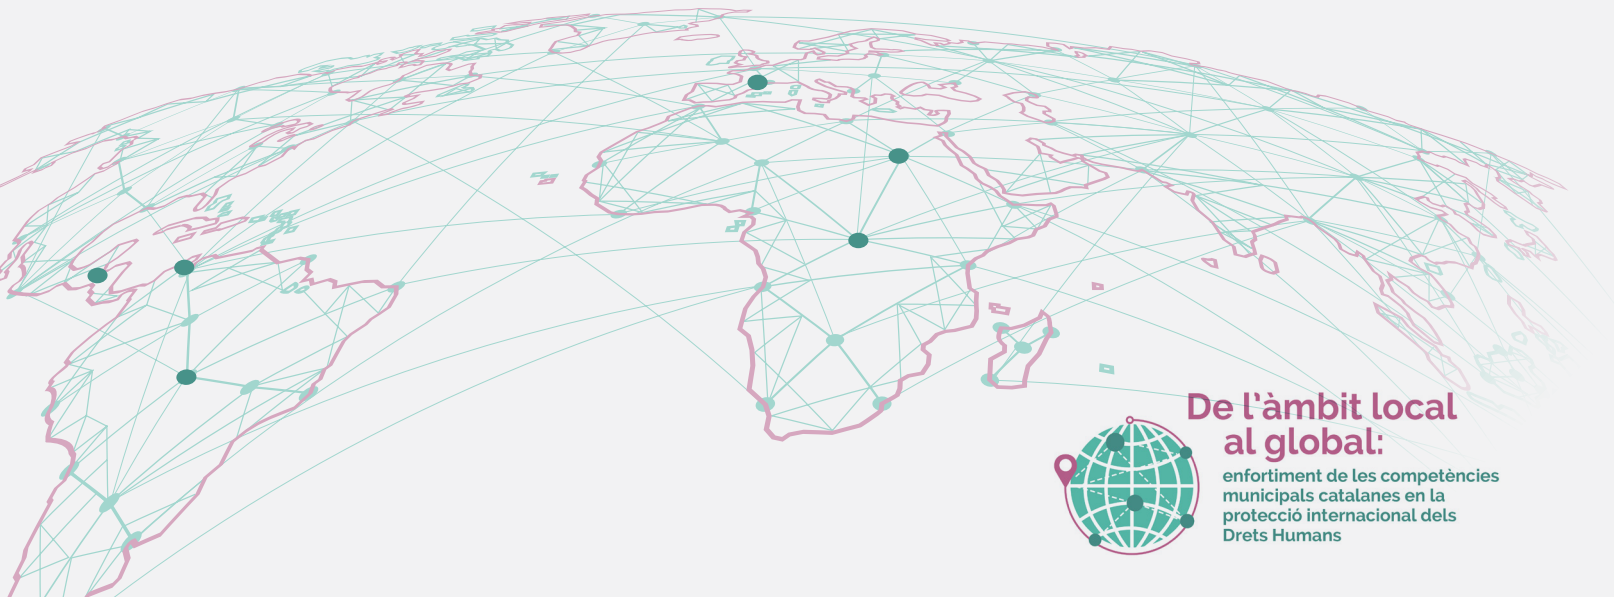 De l'àmbit local
al global:
enfortiment de les competències
municipals catalanes en la
protecció internacional dels
Drets Humans